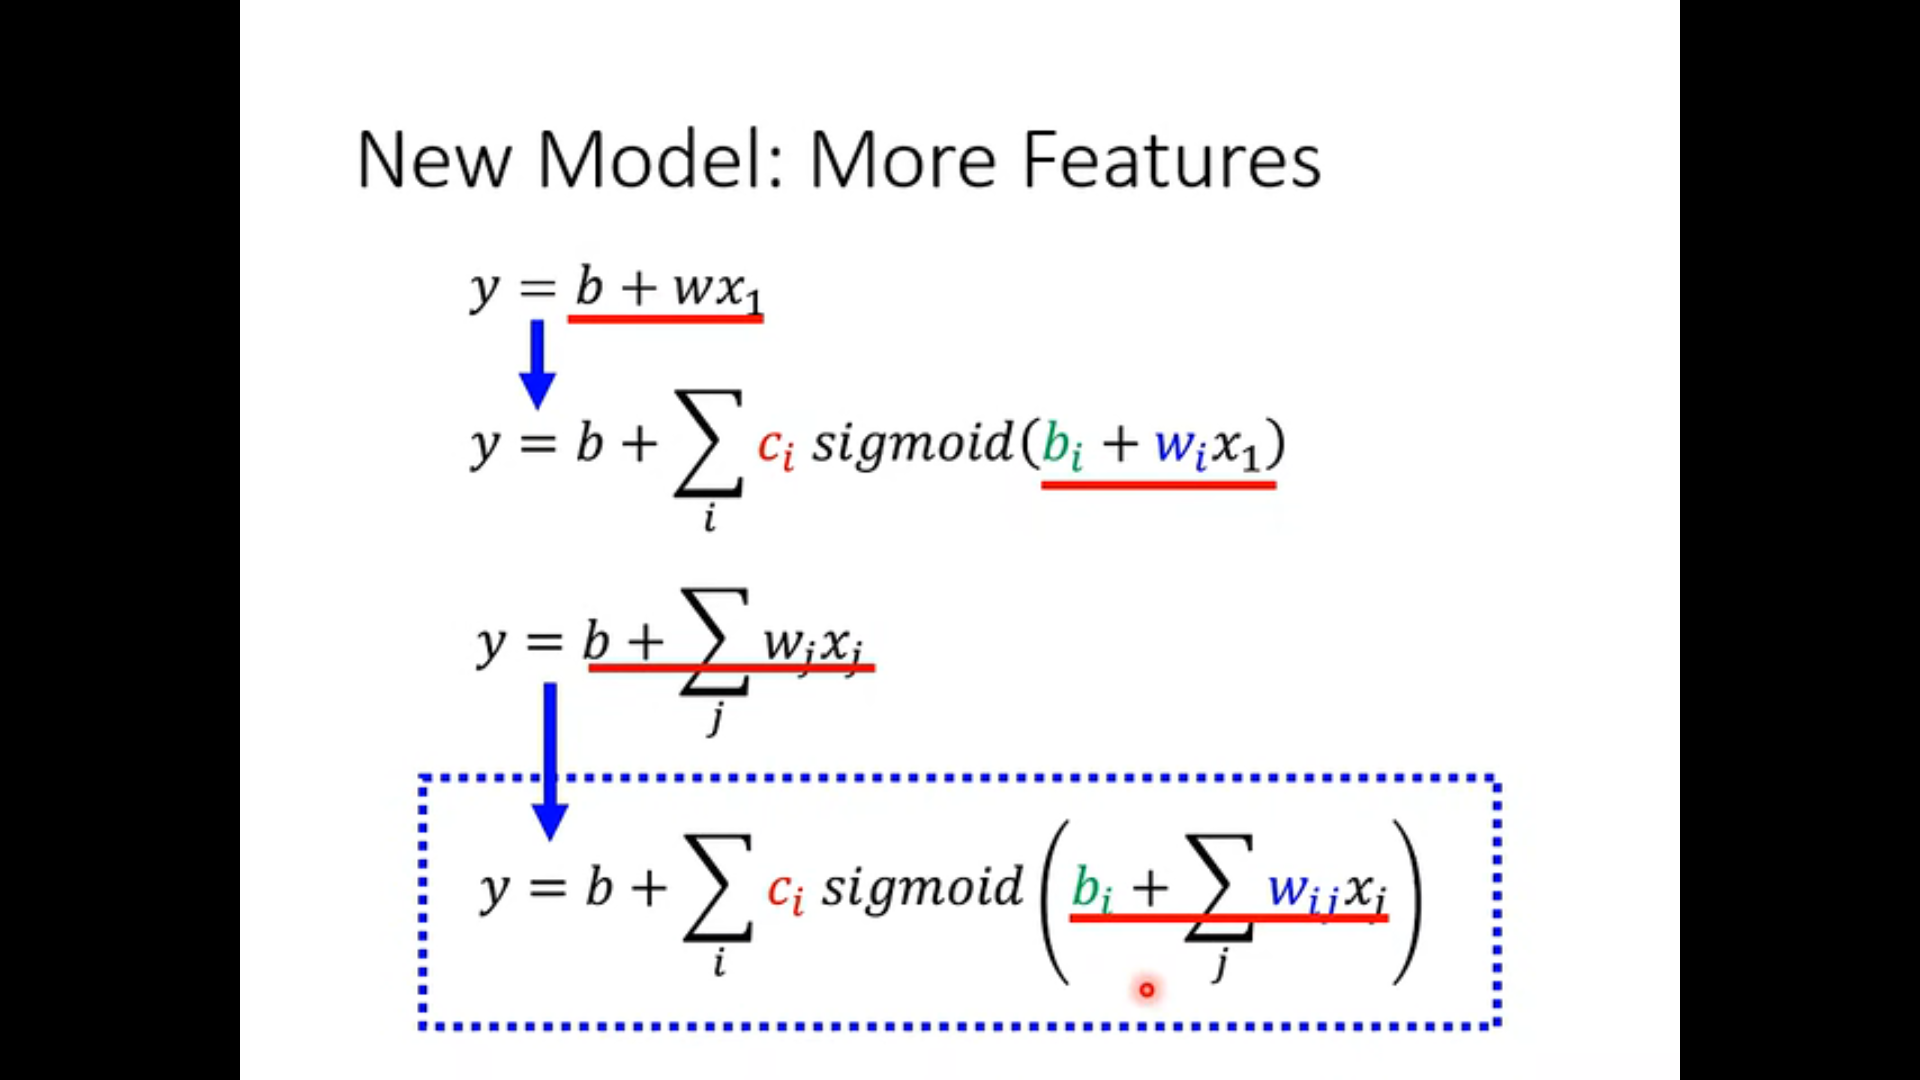 New Model: More Features
y = b + wx₁
y = b + ∑ᵢ cᵢ sigmoid(bᵢ + wᵢx₁)
y = b + ∑ⱼ wⱼxⱼ
y = b + ∑ᵢ cᵢ sigmoid(bᵢ + ∑ⱼ wᵢⱼxⱼ)